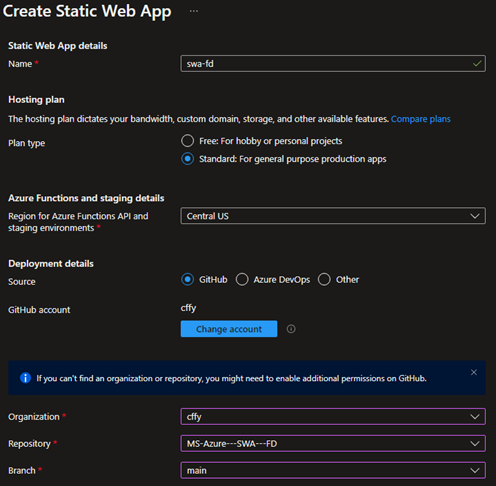 Create Static Web App ...
Static Web App details
Name * swa-fd
Hosting plan
The hosting plan dictates your bandwidth, custom domain, storage, and other available features. Compare plans
Plan type Free: For hobby or personal projects
Standard: For general purpose production apps
Azure Functions and staging details
Region for Azure Functions API and Central US
staging environments *
Deployment details
Source GitHub Azure DevOps Other
GitHub account cffy
Change account
If you can't find an organization or repository, you might need to enable additional permissions on GitHub.
Organization * cffy
Repository * MS-Azure---SWA---FD
Branch * main